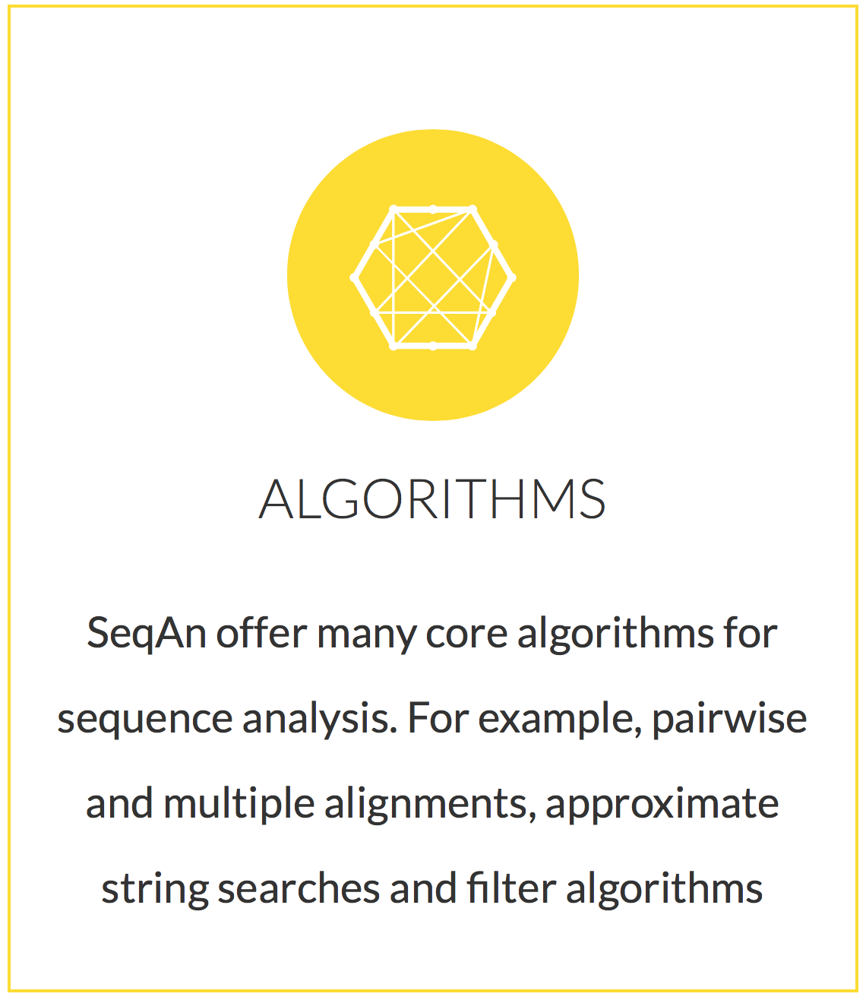 ALGORITHMS
SeqAn offer many core algorithms for
sequence analysis. For example, pairwise
and multiple alignments, approximate
string searches and filter algorithms